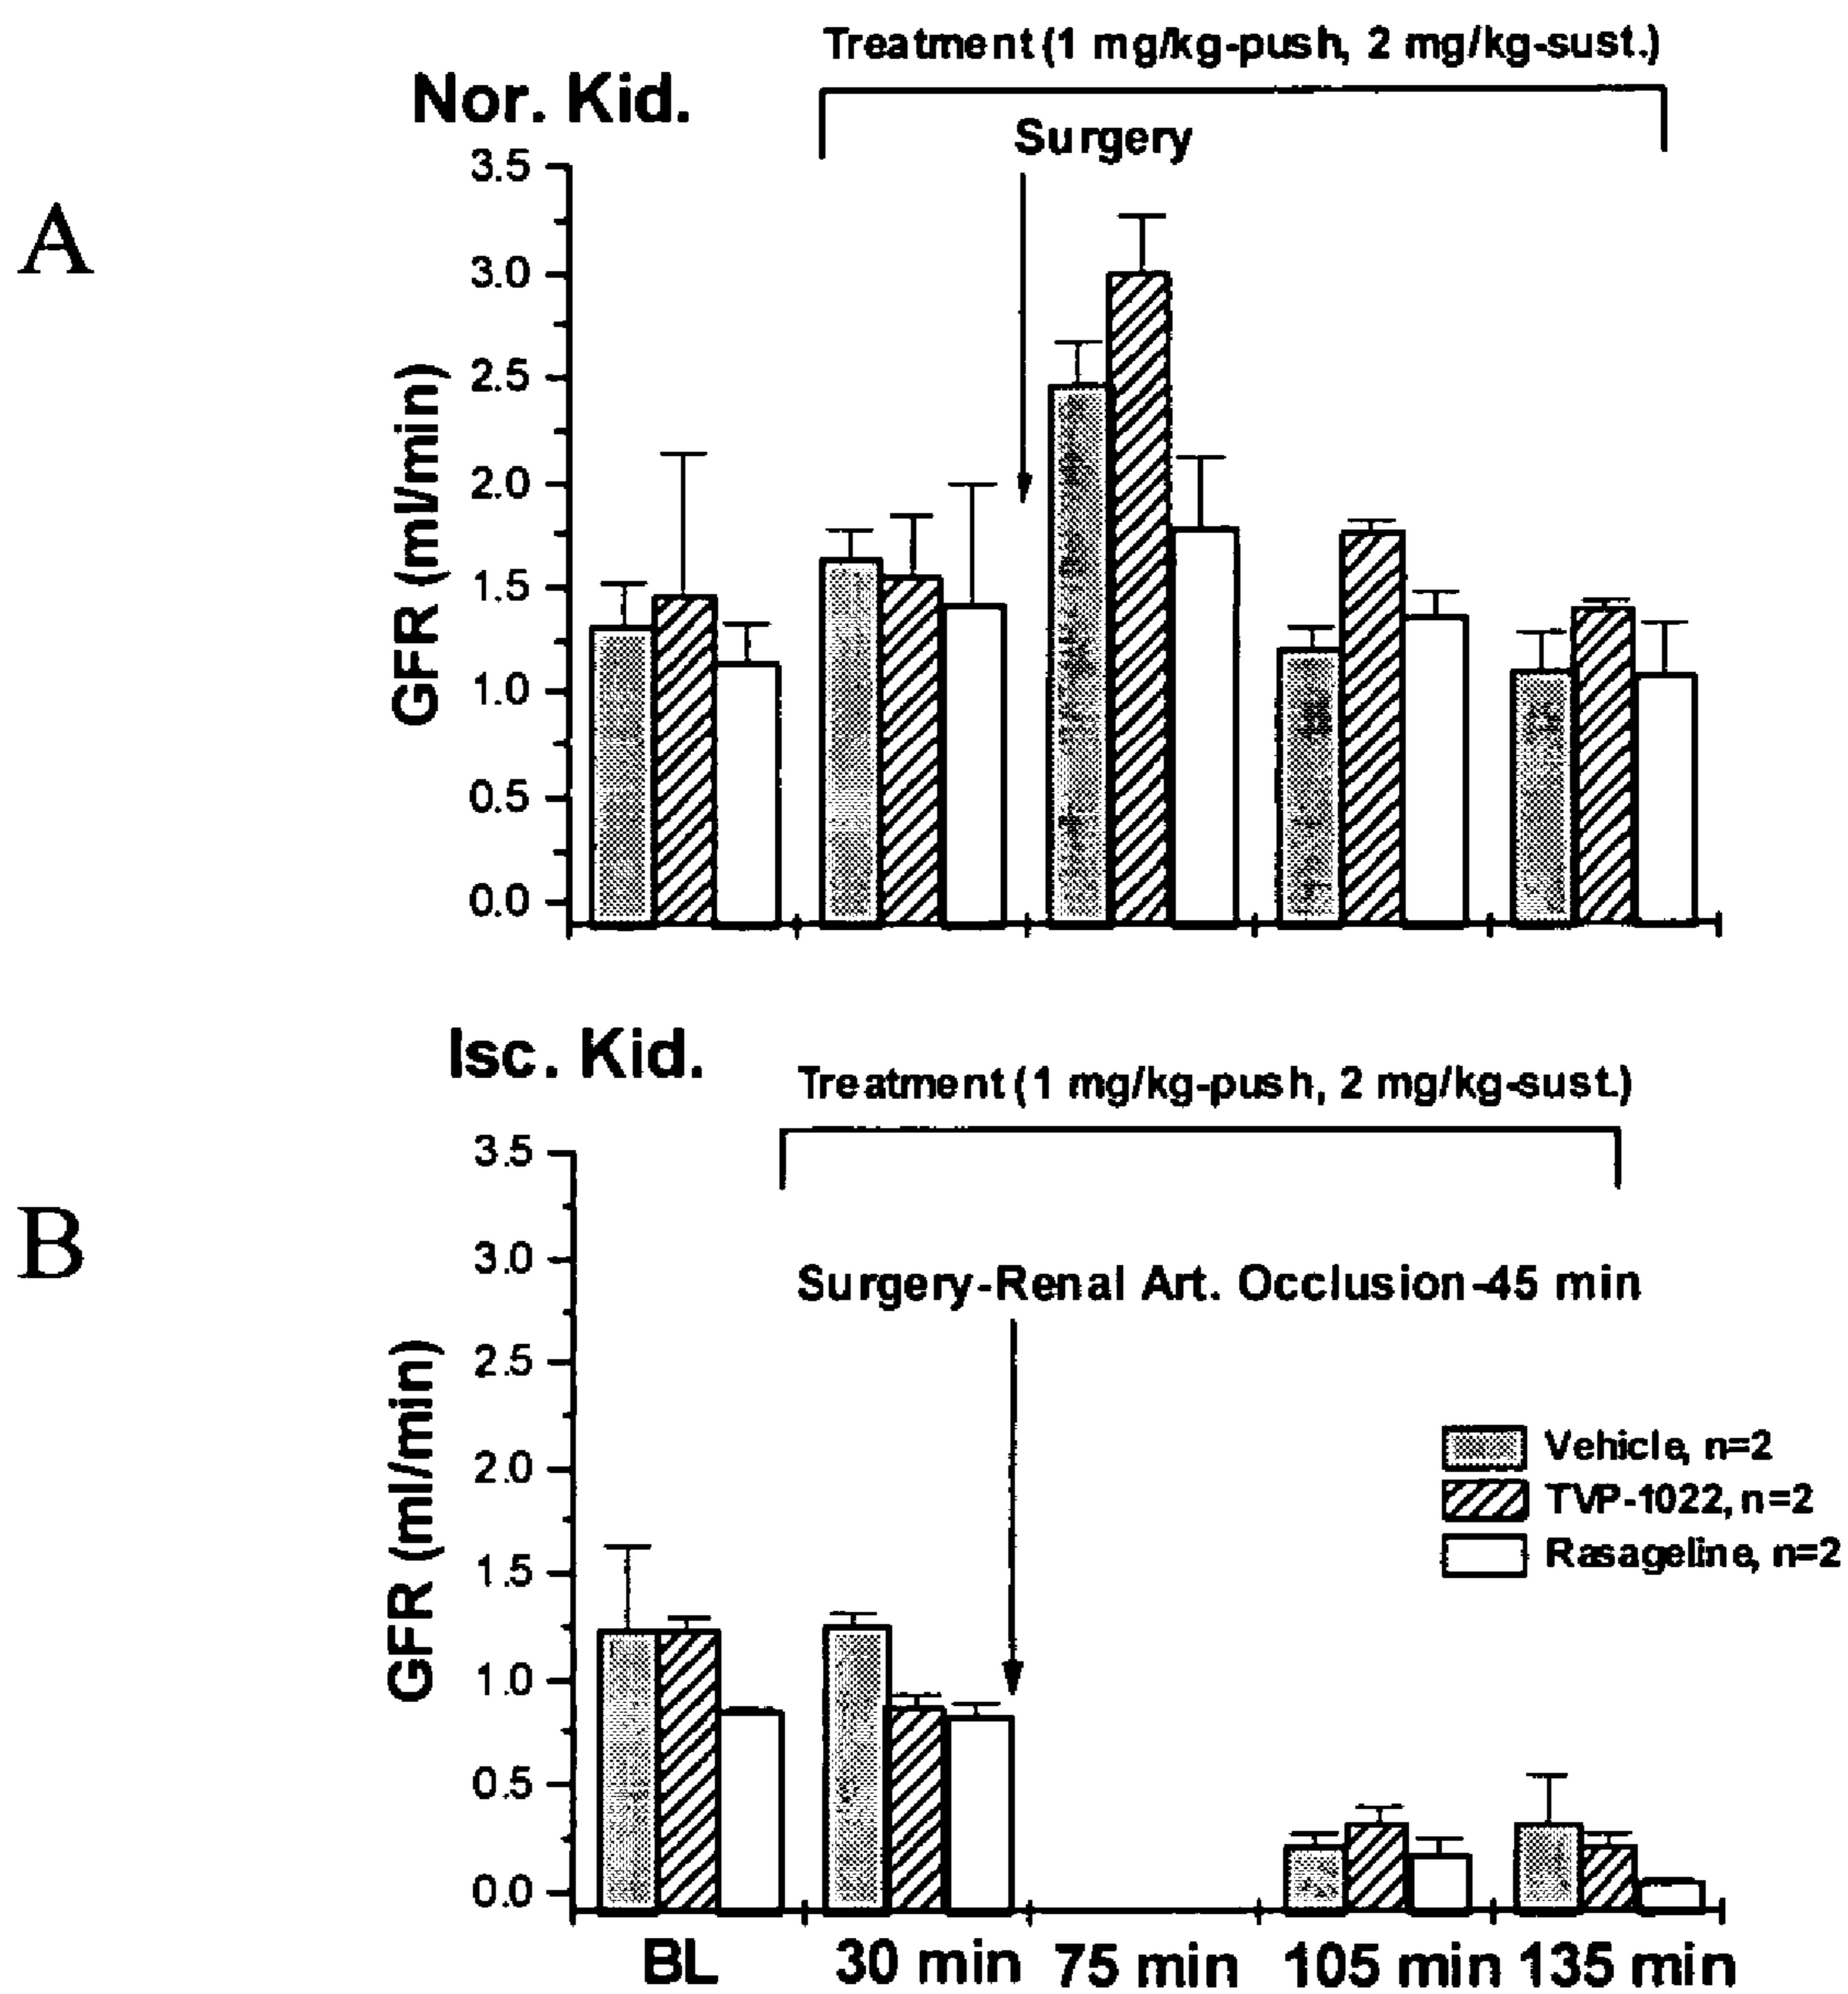 Treatment (1 mg/kg-push, 2 mg/kg-sust.)
Nor. Kid.
Surgery
A
3.5
3.0
2.5
2.0
1.5
1.0
0.5
0.0
GFR (ml/min)
Isc. Kid.
Treatment (1 mg/kg-push, 2 mg/kg-sust.)
B
3.5
3.0
2.5
2.0
1.5
1.0
0.5
0.0
GFR (ml/min)
Surgery-Renal Art. Occlusion-45 min
Vehicle, n=2
TVP-1022, n=2
Rasageline, n=2
BL 30 min 75 min 105 min 135 min